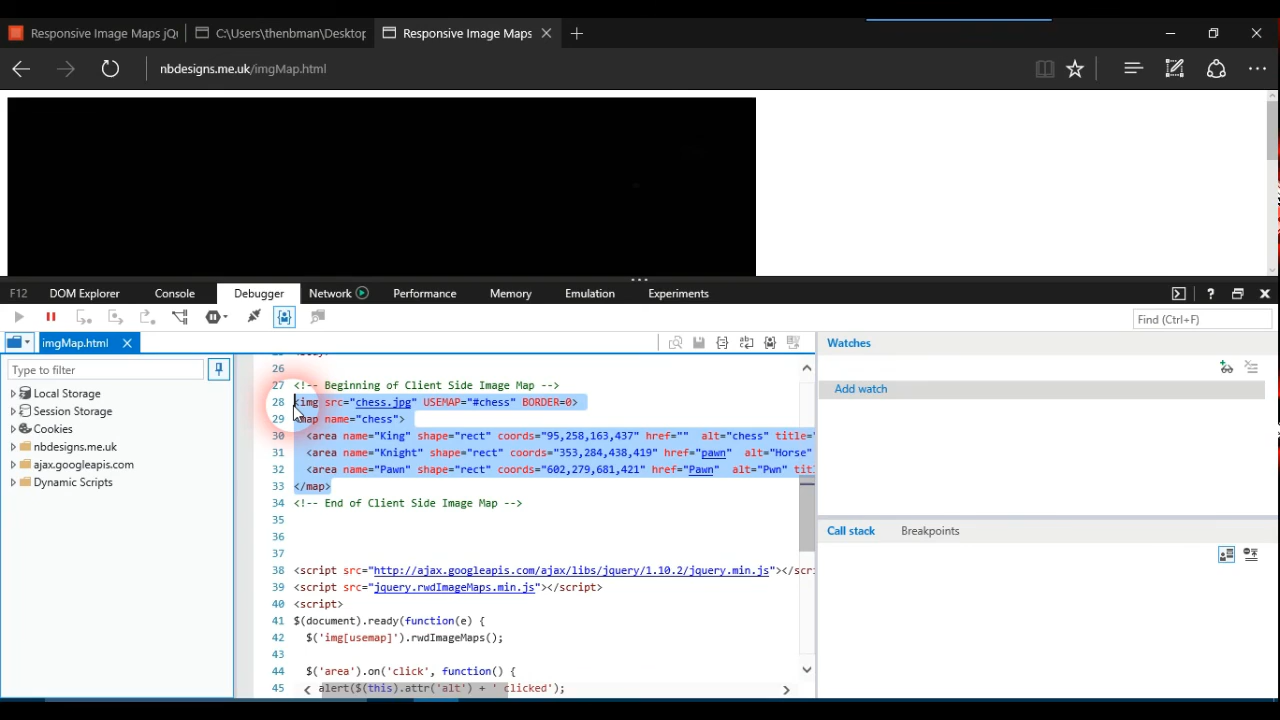 Responsive Image Maps jQu
C:\Users\thenbman\Desktop
Responsive Image Maps
nbdesigns.me.uk/imgMap.html
F12 DOM Explorer Console Debugger Network Performance Memory Emulation Experiments
Find (Ctrl+F)
imgMap.html
Watches
Type to filter
Add watch
Local Storage
Session Storage
Cookies
nbdesigns.me.uk
ajax.googleapis.com
Dynamic Scripts
26
27 <!-- Beginning of Client Side Image Map -->
28 <img src="chess.jpg" USEMAP="#chess" BORDER=0>
29 <map name="chess">
30 <area name="King" shape="rect" coords="95,258,163,437" href="" alt="chess" title="
31 <area name="Knight" shape="rect" coords="353,284,438,419" href="pawn" alt="Horse"
32 <area name="Pawn" shape="rect" coords="602,279,681,421" href="Pawn" alt="Pwn" titl
33 </map>
34 <!-- End of Client Side Image Map -->
35
36
37
38 <script src="http://ajax.googleapis.com/ajax/libs/jquery/1.10.2/jquery.min.js"></scri
39 <script src="jquery.rwdImageMaps.min.js"></script>
40 <script>
41 $(document).ready(function(e) {
42 $('img[usemap]').rwdImageMaps();
43
44 $('area').on('click', function() {
45 alert($(this).attr('alt') + ' clicked');
Call stack Breakpoints